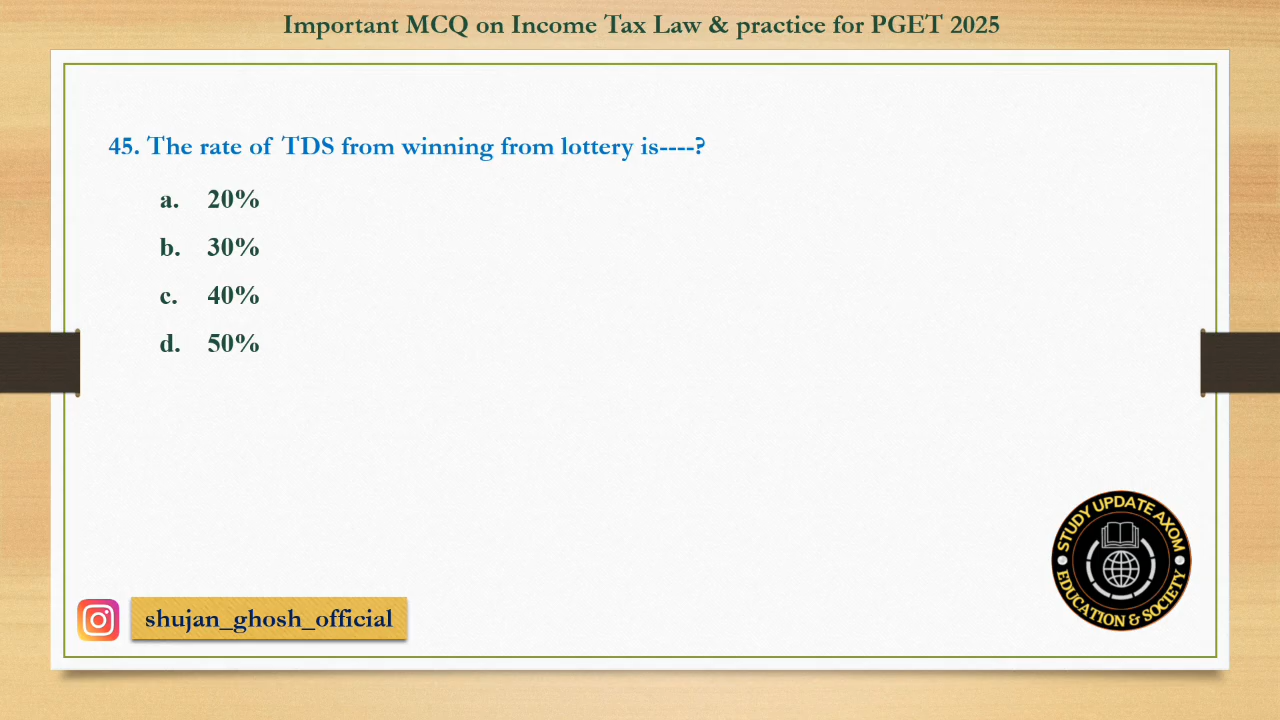 Important MCQ on Income Tax Law & practice for PGET 2025
45. The rate of TDS from winning from lottery is----?
a. 20%
b. 30%
c. 40%
d. 50%
STUDY UPDATE AXOM
EDUCATION & SOCIETY
shujan_ghosh_official